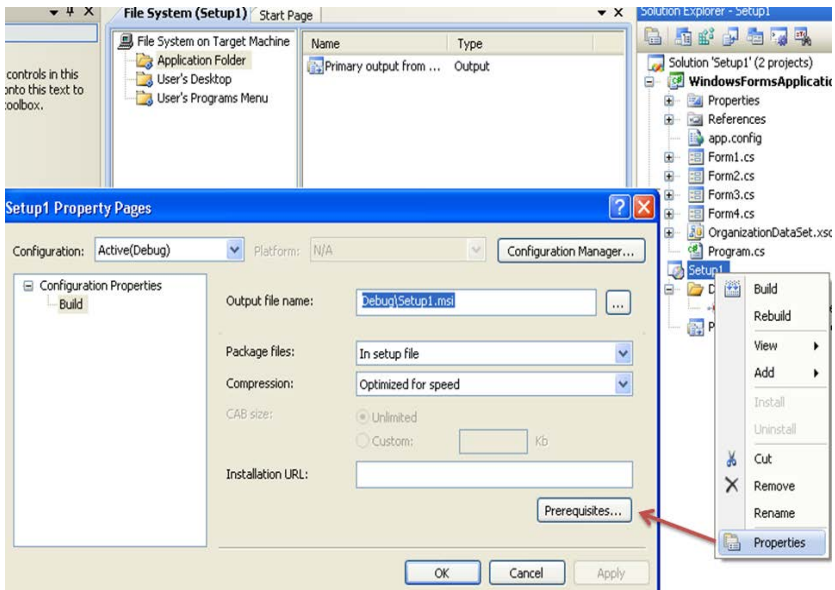 File System (Setup1)
Start Page
Solution Explorer - Setup1
controls in this
onto this text to
toolbox.
File System on Target Machine
Application Folder
User's Desktop
User's Programs Menu
Name
Type
Primary output from ...
Output
Solution 'Setup1' (2 projects)
WindowsFormsApplicatio
Properties
References
app.config
Form1.cs
Form2.cs
Form3.cs
Form4.cs
OrganizationDataSet.xsd
Program.cs
Setup1
D
P
Build
Rebuild
View
Add
Install
Uninstall
Cut
Remove
Rename
Properties
Setup1 Property Pages
Configuration:
Active(Debug)
Platform:
N/A
Configuration Manager...
Configuration Properties
Build
Output file name:
Debug\Setup1.msi
...
Package files:
In setup file
Compression:
Optimized for speed
CAB size:
Unlimited
Custom:
Kb
Installation URL:
Prerequisites...
OK
Cancel
Apply